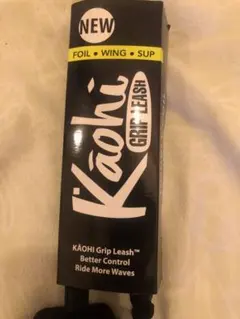 NEW
FOIL • WING • SUP
Kāohi
GRIP LEASH
KĀOHI Grip Leash™
Better Control
Ride More Waves